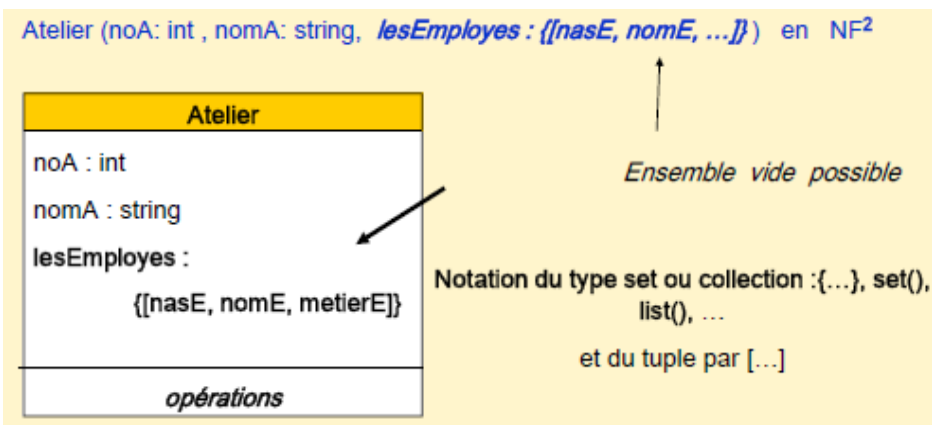 Atelier (noA: int , nomA: string, lesEmployes : {[nasE, nomE, …]} ) en NF²
Atelier
noA : int
nomA : string
lesEmployes :
{[nasE, nomE, metierE]}
opérations
Ensemble vide possible
Notation du type set ou collection :{…}, set(),
list(), …
et du tuple par […]